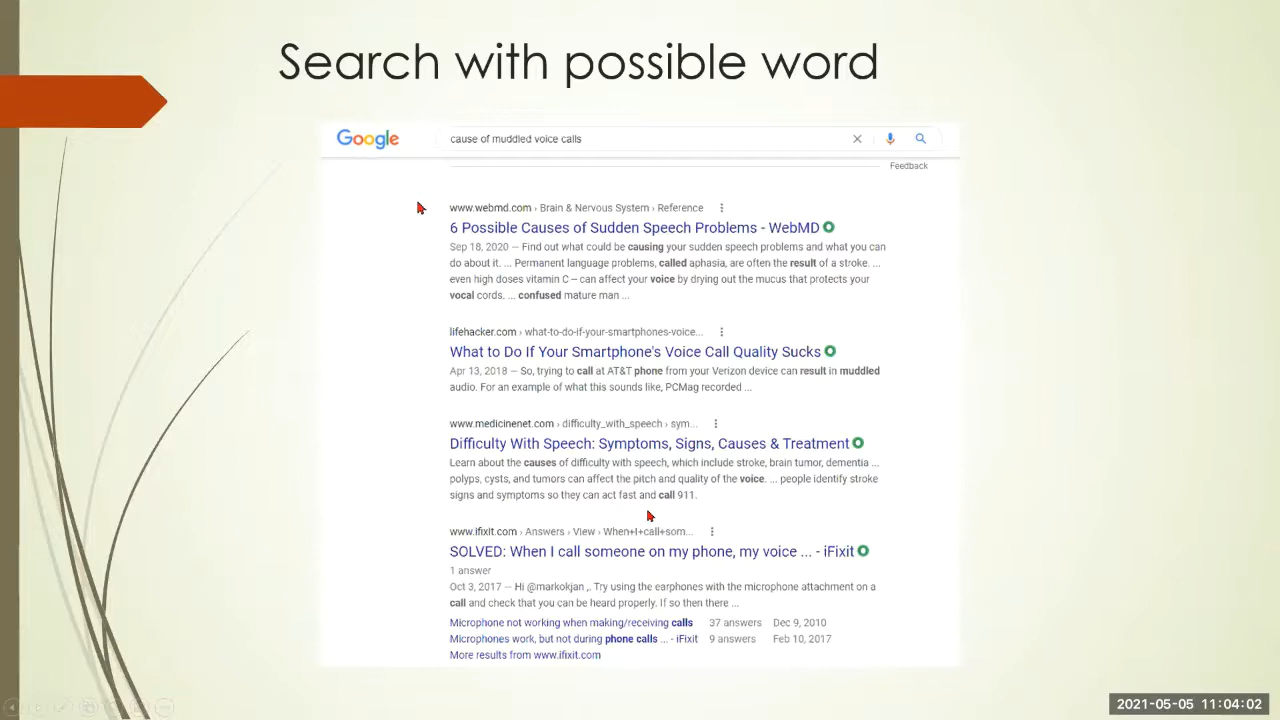 Search with possible word
Google
cause of muddled voice calls
Feedback
www.webmd.com › Brain & Nervous System › Reference
6 Possible Causes of Sudden Speech Problems - WebMD
Sep 18, 2020 — Find out what could be causing your sudden speech problems and what you can
do about it. ... Permanent language problems, called aphasia, are often the result of a stroke. ...
even high doses vitamin C – can affect your voice by drying out the mucus that protects your
vocal cords. ... confused mature man ...
lifehacker.com › what-to-do-if-your-smartphones-voice...
What to Do If Your Smartphone's Voice Call Quality Sucks
Apr 13, 2018 — So, trying to call at AT&T phone from your Verizon device can result in muddled
audio. For an example of what this sounds like, PCMag recorded ...
www.medicinenet.com › difficulty_with_speech › sym...
Difficulty With Speech: Symptoms, Signs, Causes & Treatment
Learn about the causes of difficulty with speech, which include stroke, brain tumor, dementia ...
polyps, cysts, and tumors can affect the pitch and quality of the voice. ... people identify stroke
signs and symptoms so they can act fast and call 911.
www.ifixit.com › Answers › View › When+I+call+som...
SOLVED: When I call someone on my phone, my voice ... - iFixit
1 answer
Oct 3, 2017 — Hi @markokjan ,. Try using the earphones with the microphone attachment on a
call and check that you can be heard properly. If so then there ...
Microphone not working when making/receiving calls 37 answers Dec 9, 2010
Microphones work, but not during phone calls ... - iFixit 9 answers Feb 10, 2017
More results from www.ifixit.com
2021-05-05 11:04:02